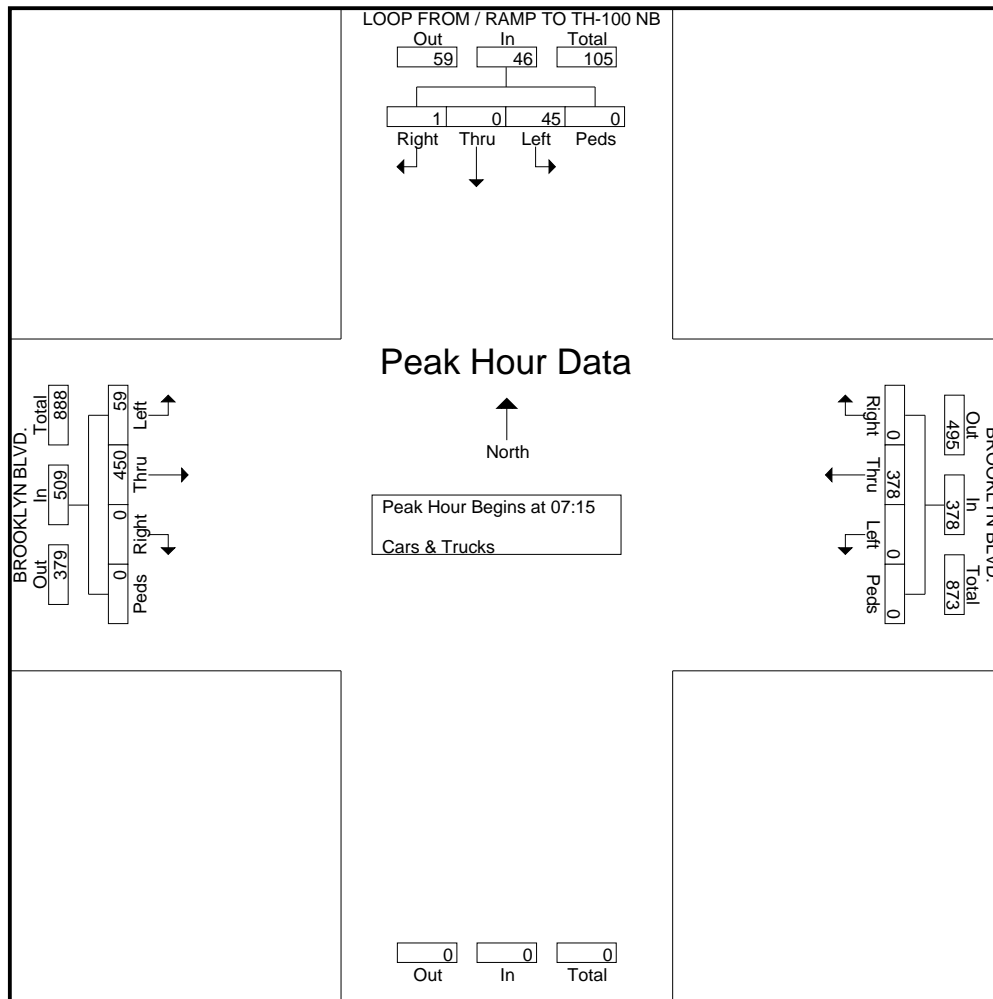 LOOP FROM / RAMP TO TH-100 NB
Out In Total
59 46 105
1 0 45 0
Right Thru Left Peds
Peak Hour Data
North
Peak Hour Begins at 07:15
Cars & Trucks
BROOKLYN BLVD.
Out In Total
379 509 888
59 450 0 0
Left Thru Right Peds
BROOKLYN BLVD.
Out In Total
495 378 873
0 378 0 0
Right Thru Left Peds
0 0 0
Out In Total